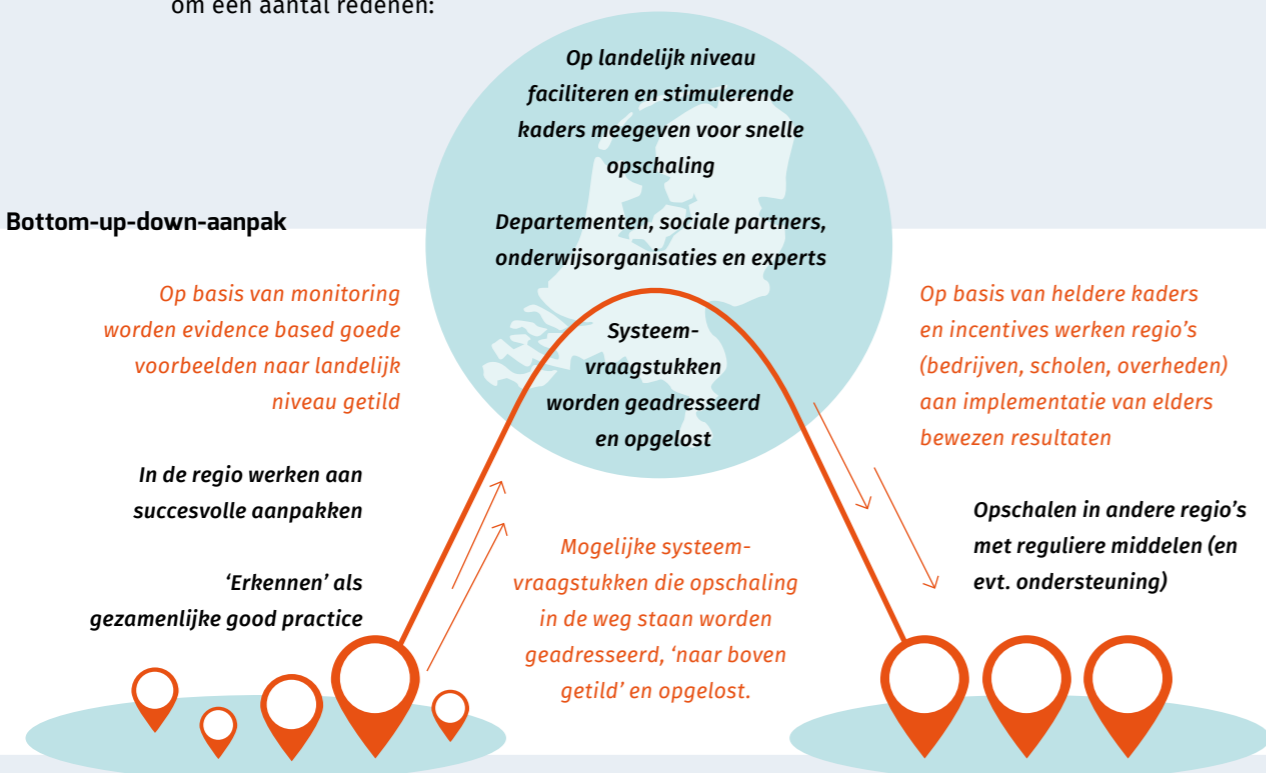 om een aantal redenen:
Op landelijk niveau
faciliteren en stimulerende
kaders meegeven voor snelle
opschaling
Departementen, sociale partners,
onderwijsorganisaties en experts
Systeem-
vraagstukken
worden geadresseerd
en opgelost
Bottom-up-down-aanpak
Op basis van monitoring
worden evidence based goede
voorbeelden naar landelijk
niveau getild
In de regio werken aan
succesvolle aanpakken
‘Erkennen’ als
gezamenlijke good practice
Mogelijke systeem-
vraagstukken die opschaling
in de weg staan worden
geadresseerd, ‘naar boven
getild’ en opgelost.
Op basis van heldere kaders
en incentives werken regio’s
(bedrijven, scholen, overheden)
aan implementatie van elders
bewezen resultaten
Opschalen in andere regio’s
met reguliere middelen (en
evt. ondersteuning)